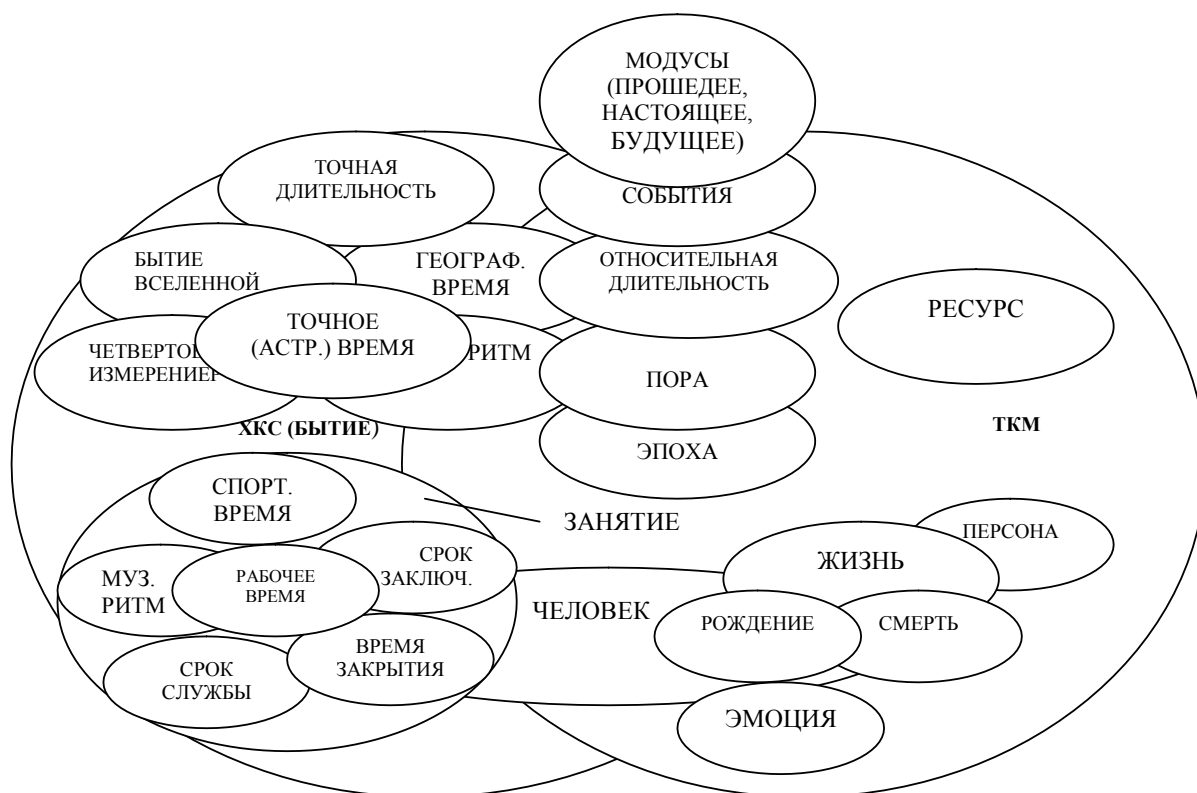 МОДУСЫ
(ПРОШЕДЕЕ,
НАСТОЯЩЕЕ,
БУДУЩЕЕ)
ТОЧНАЯ
ДЛИТЕЛЬНОСТЬ
СОБЫТИЯ
БЫТИЕ
ВСЕЛЕННОЙ
ГЕОГРАФ.
ВРЕМЯ
ОТНОСИТЕЛЬНАЯ
ДЛИТЕЛЬНОСТЬ
РЕСУРС
ТОЧНОЕ
(АСТР.) ВРЕМЯ
ЧЕТВЕРТО
ИЗМЕРЕНИЕР
РИТМ
ПОРА
ХКС (БЫТИЕ)
ТКМ
ЭПОХА
СПОРТ.
ВРЕМЯ
ЗАНЯТИЕ
ПЕРСОНА
ЖИЗНЬ
МУЗ.
РИТМ
РАБОЧЕЕ
ВРЕМЯ
СРОК
ЗАКЛЮЧ.
ЧЕЛОВЕК
РОЖДЕНИЕ
СМЕРТЬ
СРОК
СЛУЖБЫ
ВРЕМЯ
ЗАКРЫТИЯ
ЭМОЦИЯ